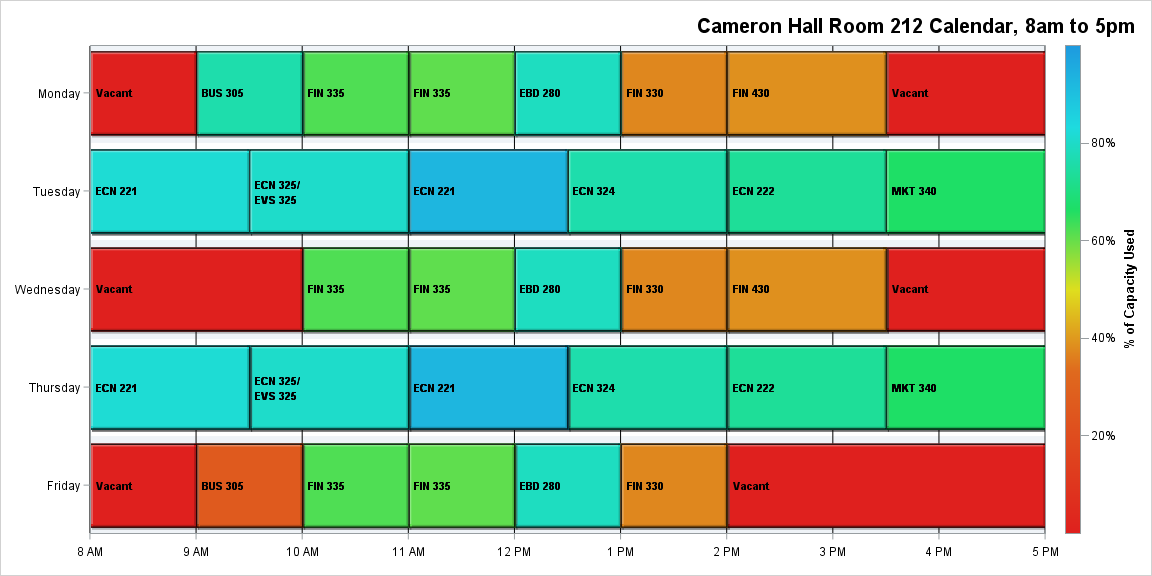 Cameron Hall Room 212 Calendar, 8am to 5pm
Monday
Vacant
BUS 305
FIN 335
FIN 335
EBD 280
FIN 330
FIN 430
Vacant
Tuesday
ECN 221
ECN 325/
EVS 325
ECN 221
ECN 324
ECN 222
MKT 340
Wednesday
Vacant
FIN 335
FIN 335
EBD 280
FIN 330
FIN 430
Vacant
Thursday
ECN 221
ECN 325/
EVS 325
ECN 221
ECN 324
ECN 222
MKT 340
Friday
Vacant
BUS 305
FIN 335
FIN 335
EBD 280
FIN 330
Vacant
8 AM
9 AM
10 AM
11 AM
12 PM
1 PM
2 PM
3 PM
4 PM
5 PM
80%
60%
40%
20%
% of Capacity Used